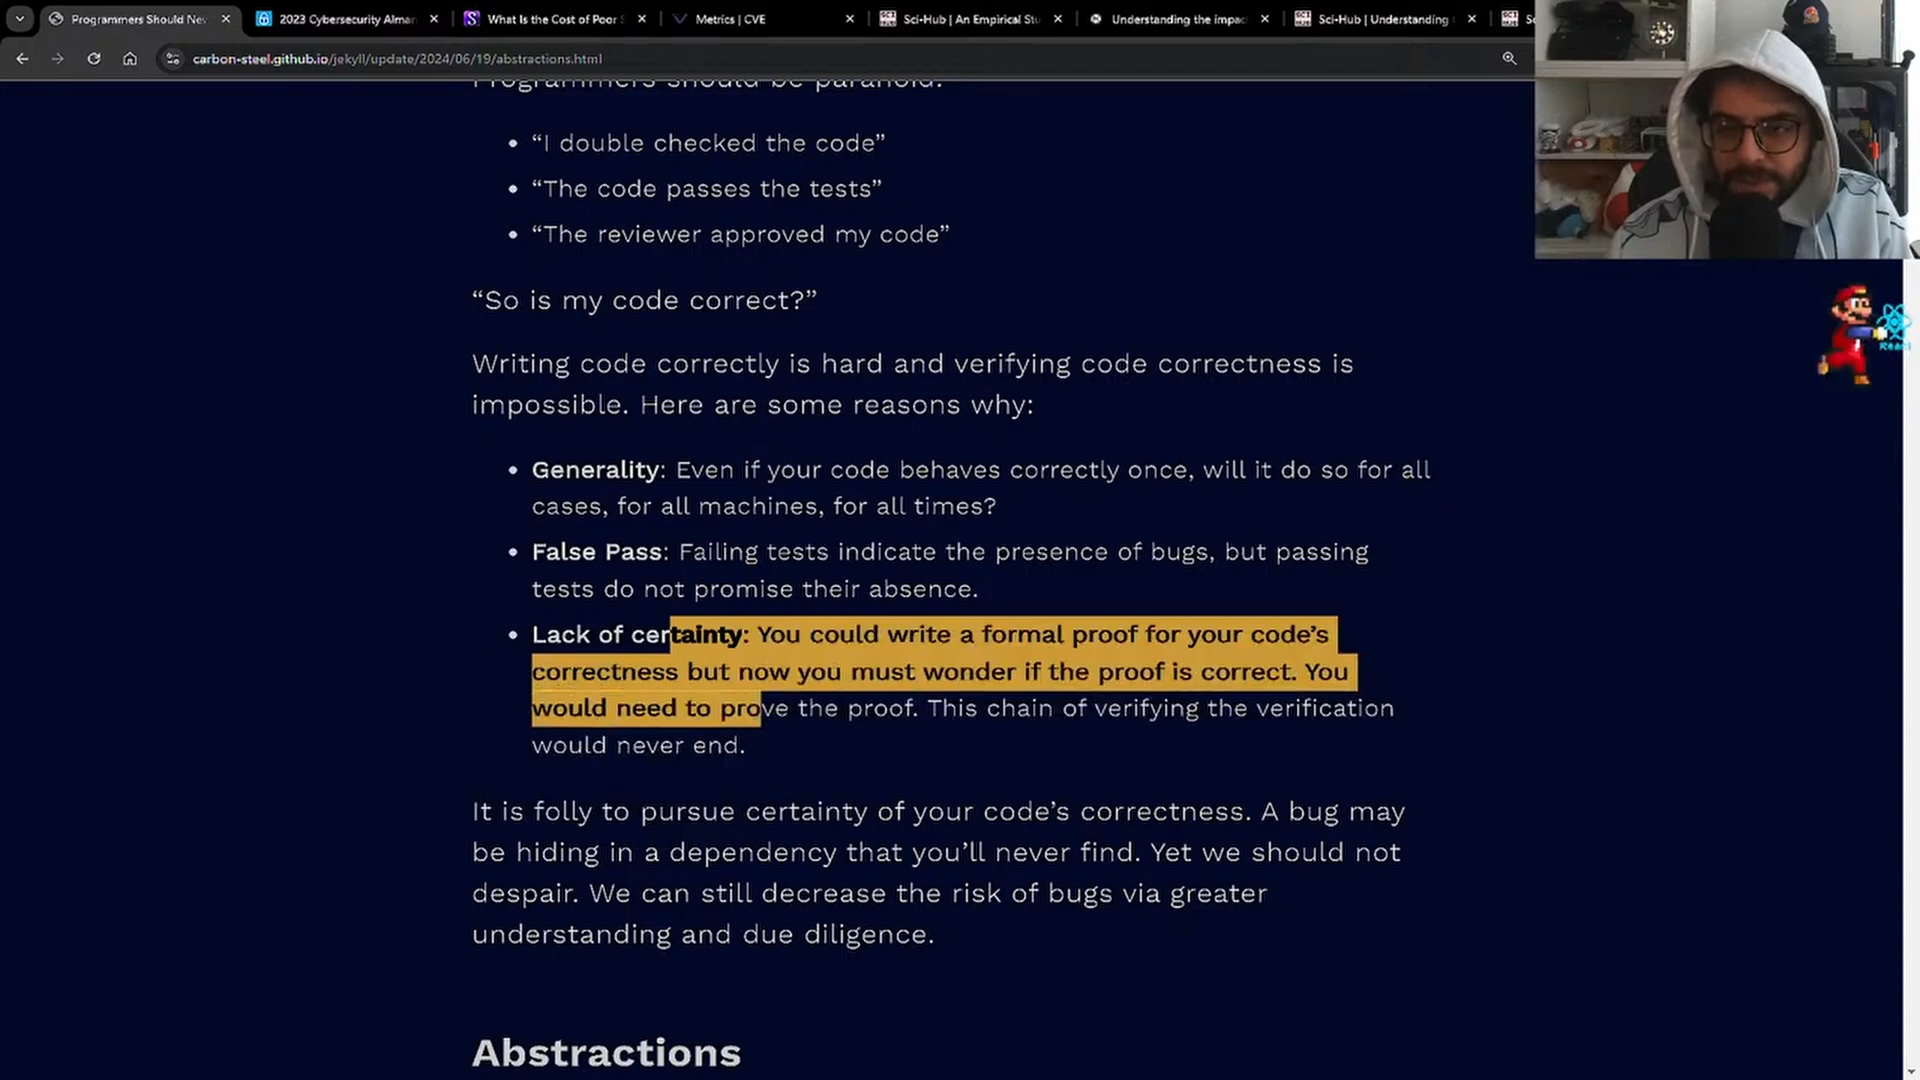 Programmers Should Nev
2023 Cybersecurity Alman
What Is the Cost of Poor S
Metrics | CVE
Sci-Hub | An Empirical Stu
Understanding the impac
Sci-Hub | Understanding
carbon-steel.github.io/jekyll/update/2024/06/19/abstractions.html
Programmers should be paranoid.
• “I double checked the code”
• “The code passes the tests”
• “The reviewer approved my code”
“So is my code correct?”
React
Writing code correctly is hard and verifying code correctness is
impossible. Here are some reasons why:
• Generality: Even if your code behaves correctly once, will it do so for all
cases, for all machines, for all times?
• False Pass: Failing tests indicate the presence of bugs, but passing
tests do not promise their absence.
• Lack of certainty: You could write a formal proof for your code’s
correctness but now you must wonder if the proof is correct. You
would need to prove the proof. This chain of verifying the verification
would never end.
It is folly to pursue certainty of your code’s correctness. A bug may
be hiding in a dependency that you’ll never find. Yet we should not
despair. We can still decrease the risk of bugs via greater
understanding and due diligence.
Abstractions